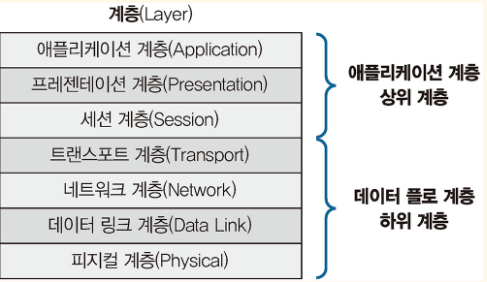 계층(Layer)
애플리케이션 계층(Application)
프레젠테이션 계층(Presentation)
세션 계층(Session)
트랜스포트 계층(Transport)
네트워크 계층(Network)
데이터 링크 계층(Data Link)
피지컬 계층(Physical)
애플리케이션 계층
상위 계층
데이터 플로 계층
하위 계층